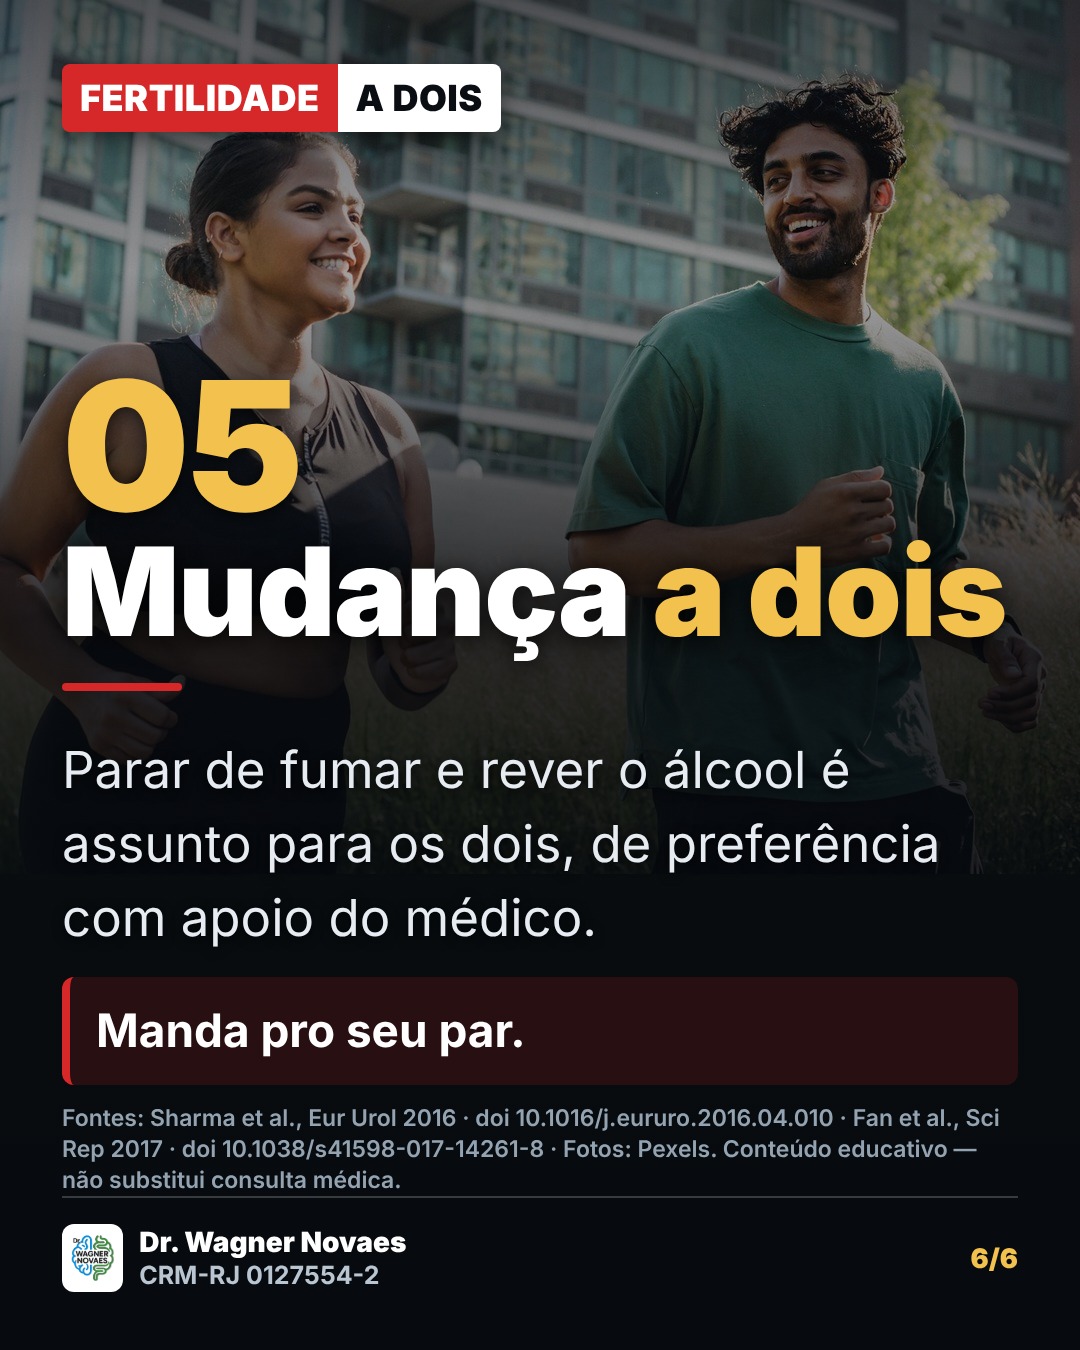 FERTILIDADE A DOIS
05
Mudança a dois
Parar de fumar e rever o álcool é
assunto para os dois, de preferência
com apoio do médico.
Manda pro seu par.
Fontes: Sharma et al., Eur Urol 2016 · doi 10.1016/j.eururo.2016.04.010 · Fan et al., Sci
Rep 2017 · doi 10.1038/s41598-017-14261-8 · Fotos: Pexels. Conteúdo educativo —
não substitui consulta médica.
Dr.
WAGNER
NOVAES
Dr. Wagner Novaes
CRM-RJ 0127554-2
6/6